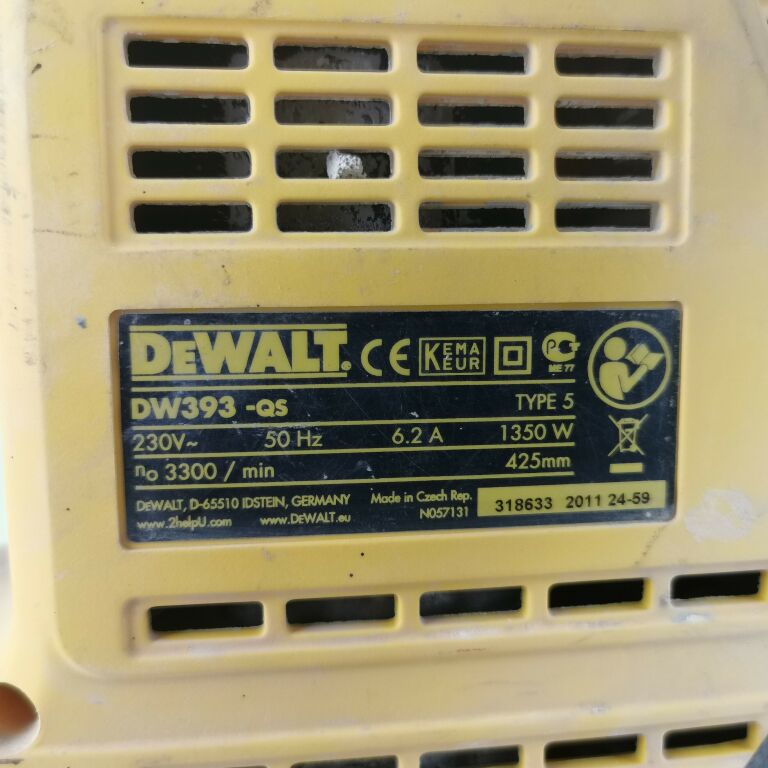 DEWALT® CE KEMA KEUR PG ME 77
DW393 -QS TYPE 5
230V~ 50 Hz 6.2 A 1350 W
no 3300 / min 425mm
DEWALT, D-65510 IDSTEIN, GERMANY Made in Czech Rep.
www.2helpU.com www.DEWALT.eu N057131
318633 2011 24-59